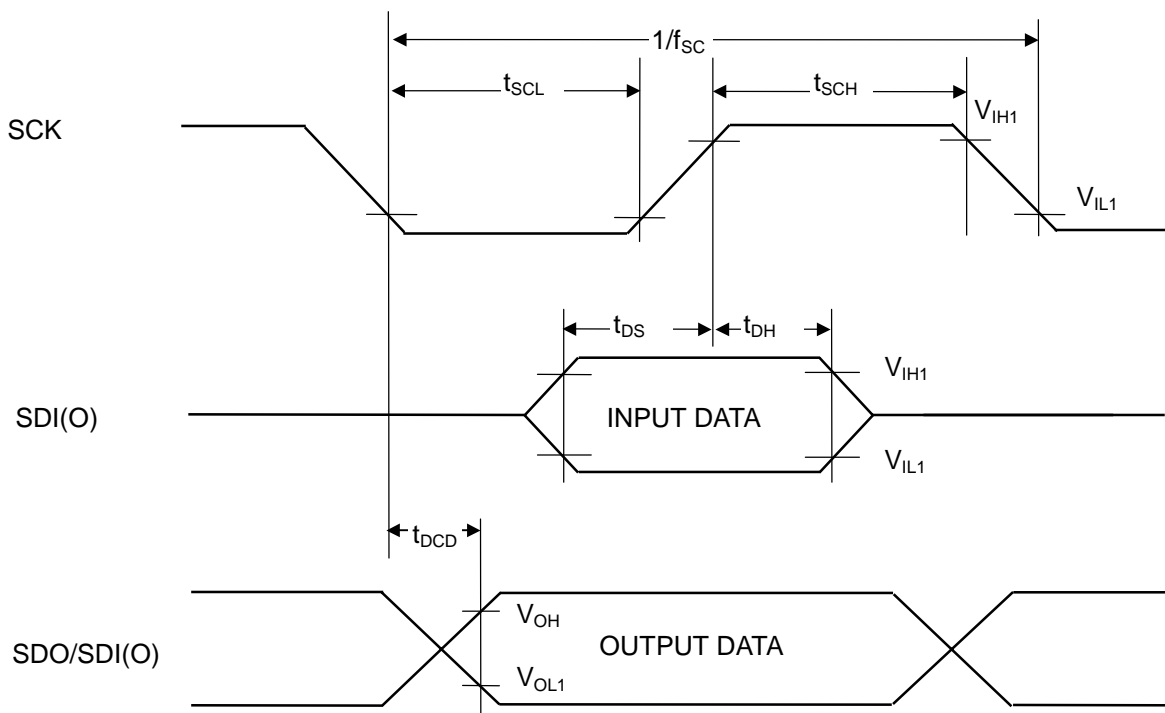 1/fSC
tSCL
tSCH
SCK
VIH1
VIL1
tDS
tDH
VIH1
SDI(O)
INPUT DATA
VIL1
tDCD
VOH
SDO/SDI(O)
OUTPUT DATA
VOL1